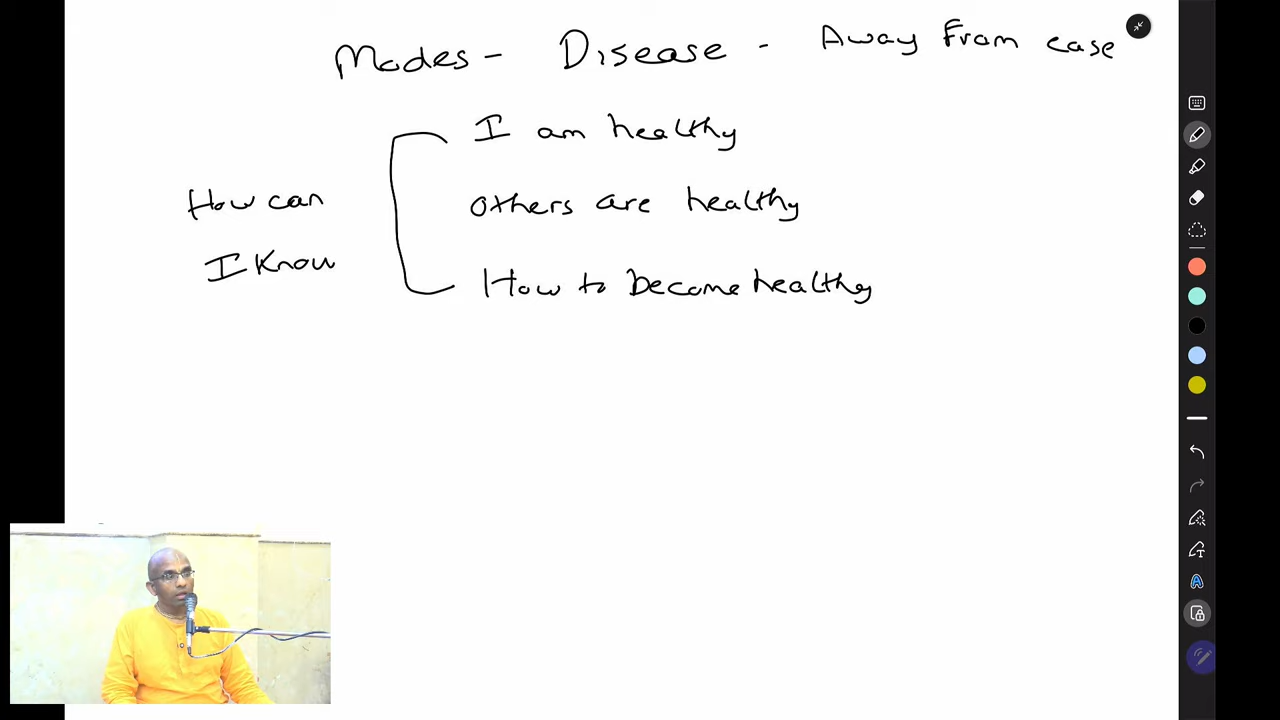 Modes - Disease - Away From ease
I am healthy
others are healthy
How can
I Know
How to become healthy